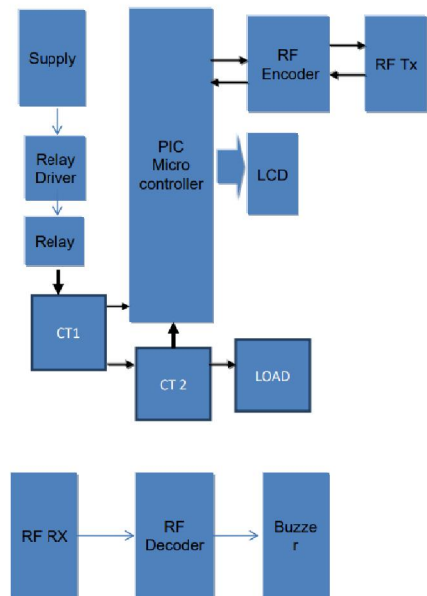 Supply
RF
Encoder
RF Tx
Relay
Driver
PIC
Micro
controller
LCD
Relay
CT1
CT 2
LOAD
RF RX
RF
Decoder
Buzze
r